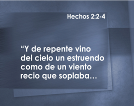 Hechos 2:2-4
“Y de repente vino
del cielo un estruendo
como de un viento
recio que soplaba...